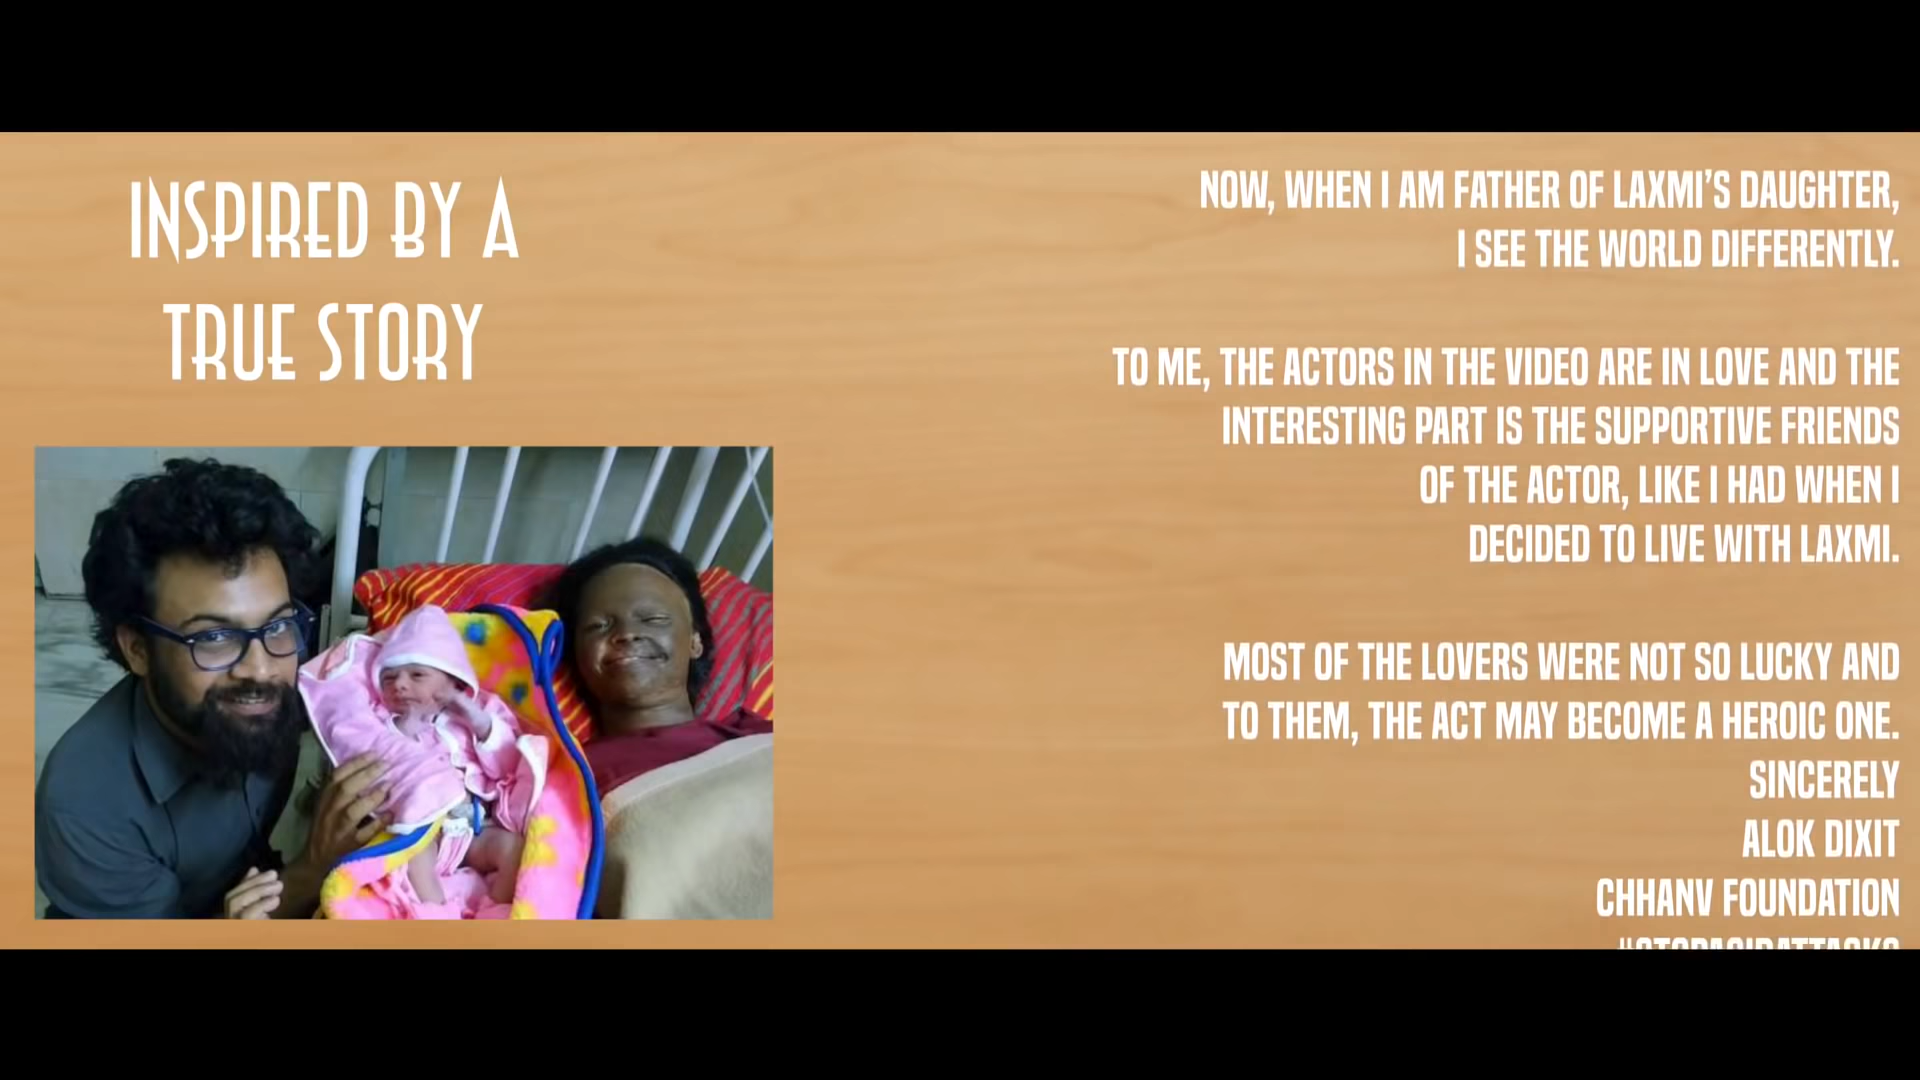 INSPIRED BY A
TRUE STORY
NOW, WHEN I AM FATHER OF LAXMI'S DAUGHTER,
I SEE THE WORLD DIFFERENTLY.
TO ME, THE ACTORS IN THE VIDEO ARE IN LOVE AND THE
INTERESTING PART IS THE SUPPORTIVE FRIENDS
OF THE ACTOR, LIKE I HAD WHEN I
DECIDED TO LIVE WITH LAXMI.
MOST OF THE LOVERS WERE NOT SO LUCKY AND
TO THEM, THE ACT MAY BECOME A HEROIC ONE.
SINCERELY
ALOK DIXIT
CHHANV FOUNDATION